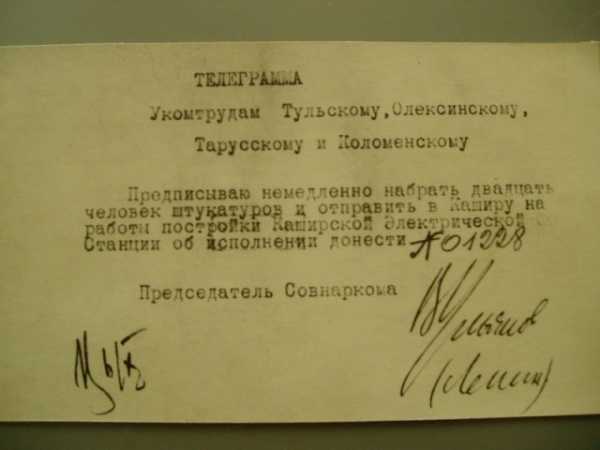 ТЕЛЕГРАММА
Укомтрудам Тульскому, Олексинскому,
Тарусскому и Коломенскому
Предписываю немедленно набрать двадцать
человек штукатуров и отправить в Каширу на
работы постройки Каширской Электрической
Станции об исполнении донести № 01228
Председатель Совнаркома
В Ульянов
(Ленин)